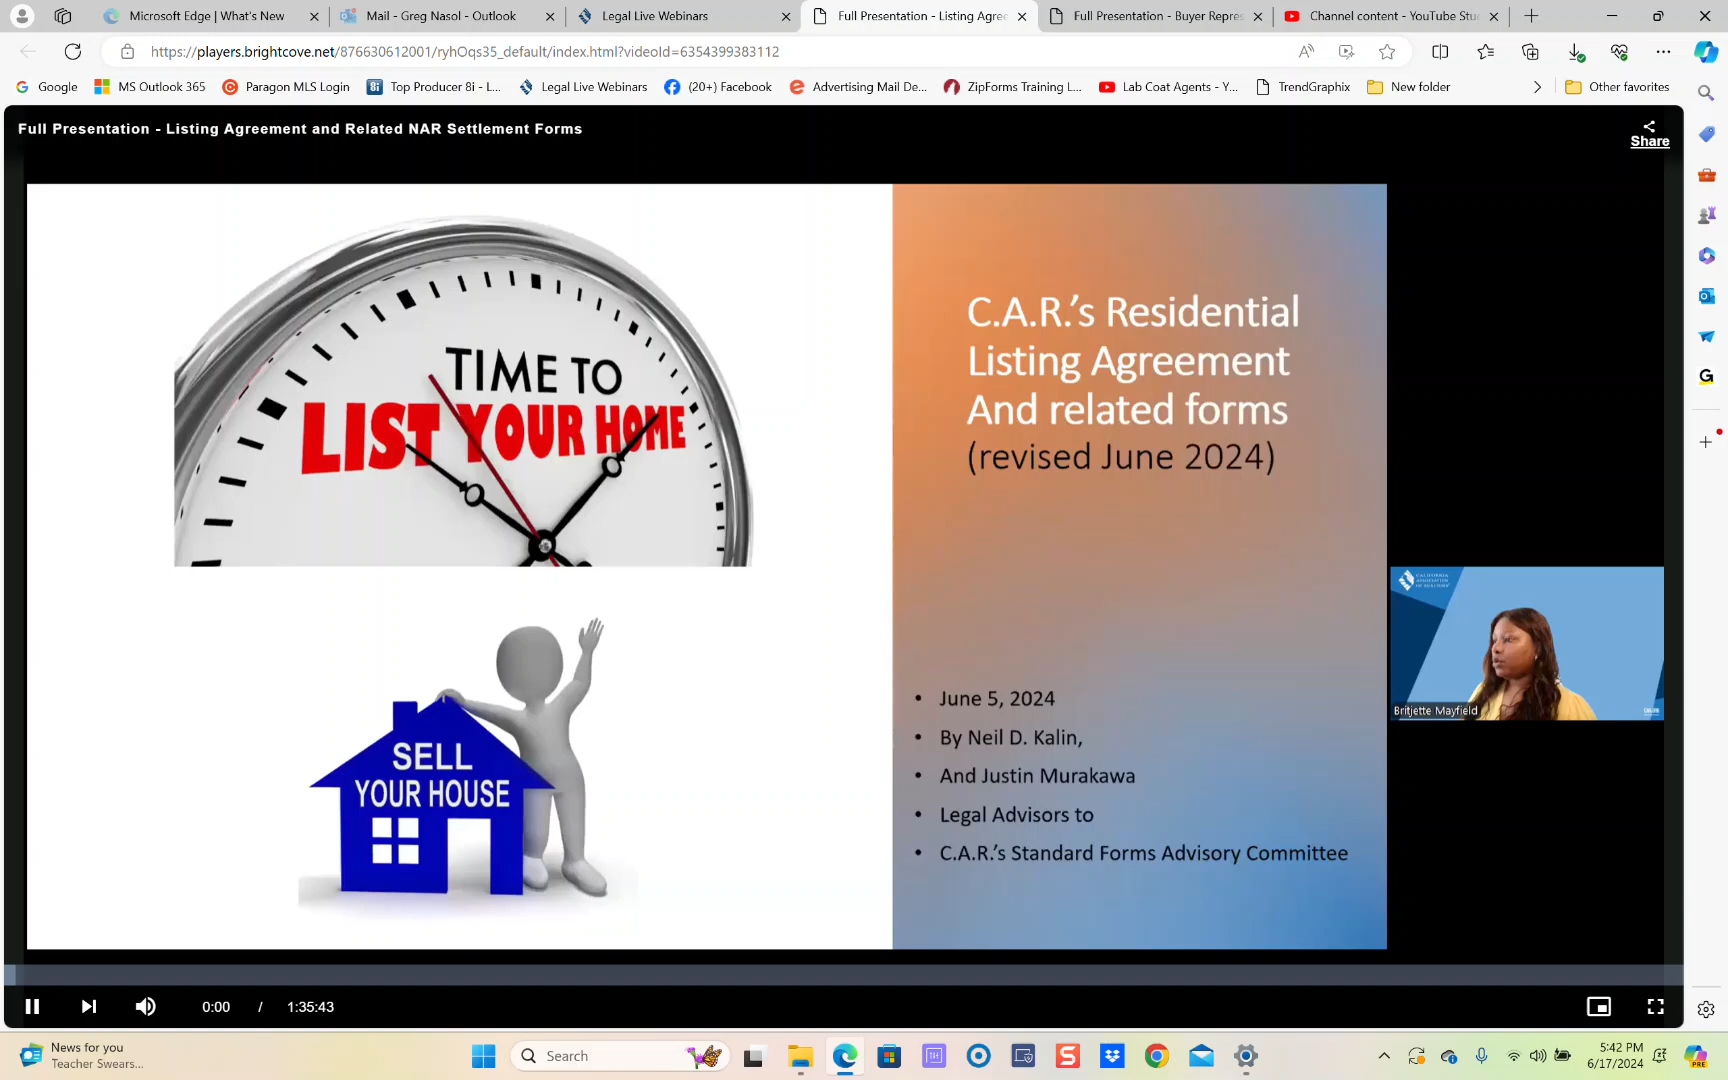 Microsoft Edge | What's New
Mail - Greg Nasol - Outlook
Legal Live Webinars
Full Presentation - Listing Agree
Full Presentation - Buyer Repres
Channel content - YouTube Stu
https://players.brightcove.net/876630612001/ryhOqs35_default/index.html?videoId=6354399383112
Google
MS Outlook 365
Paragon MLS Login
Top Producer 8i - L...
Legal Live Webinars
(20+) Facebook
Advertising Mail De...
ZipForms Training L...
Lab Coat Agents - Y...
TrendGraphix
New folder
Other favorites
Full Presentation - Listing Agreement and Related NAR Settlement Forms
Share
TIME TO
LIST YOUR HOME
SELL
YOUR HOUSE
C.A.R.'s Residential
Listing Agreement
And related forms
(revised June 2024)
• June 5, 2024
• By Neil D. Kalin,
• And Justin Murakawa
• Legal Advisors to
• C.A.R.'s Standard Forms Advisory Committee
CALIFORNIA
ASSOCIATION
OF REALTORS
Britjette Mayfield
0:00 / 1:35:43
News for you
Teacher Swears...
Search
5:42 PM
6/17/2024